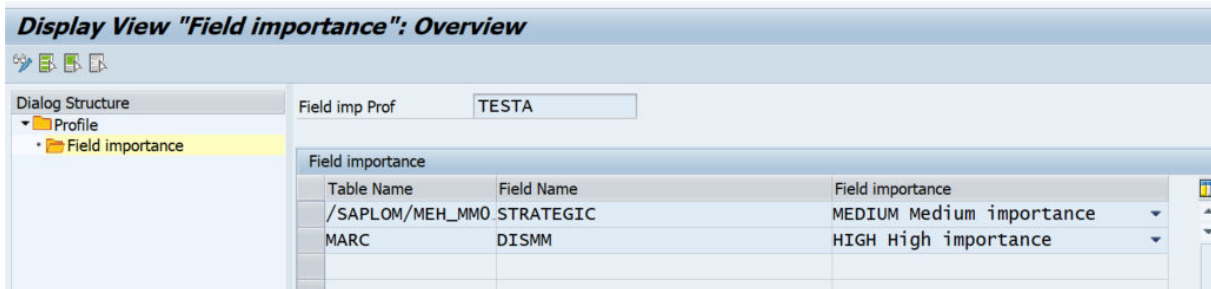 Display View "Field importance": Overview
Dialog Structure
Profile
Field importance
Field imp Prof TESTA
Field importance
Table Name Field Name Field importance
/SAPLOM/MEH_MMO STRATEGIC MEDIUM Medium importance
MARC DISMM HIGH High importance